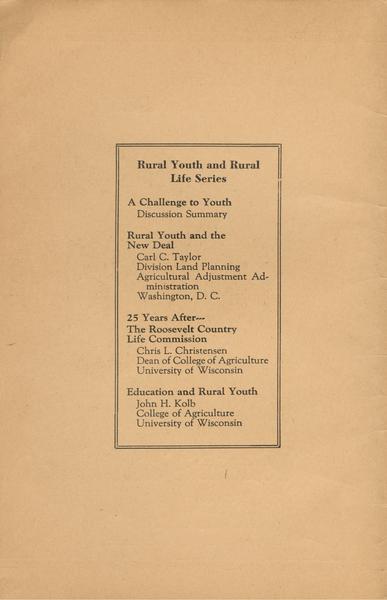 Rural Youth and Rural
Life Series
A Challenge to Youth
Discussion Summary
Rural Youth and the
New Deal
Carl C. Taylor
Division Land Planning
Agricultural Adjustment Ad-
ministration
Washington, D. C.
25 Years After---
The Roosevelt Country
Life Commission
Chris L. Christensen
Dean of College of Agriculture
University of Wisconsin
Education and Rural Youth
John H. Kolb
College of Agriculture
University of Wisconsin